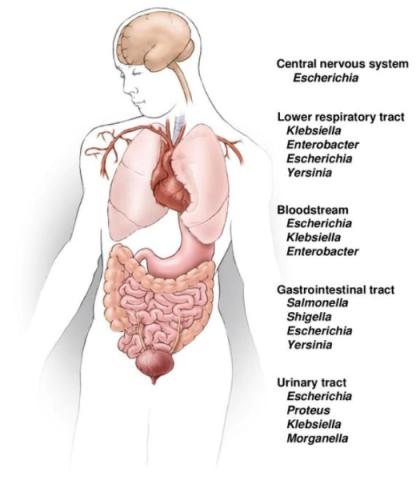 Central nervous system
Escherichia
Lower respiratory tract
Klebsiella
Enterobacter
Escherichia
Yersinia
Bloodstream
Escherichia
Klebsiella
Enterobacter
Gastrointestinal tract
Salmonella
Shigella
Escherichia
Yersinia
Urinary tract
Escherichia
Proteus
Klebsiella
Morganella